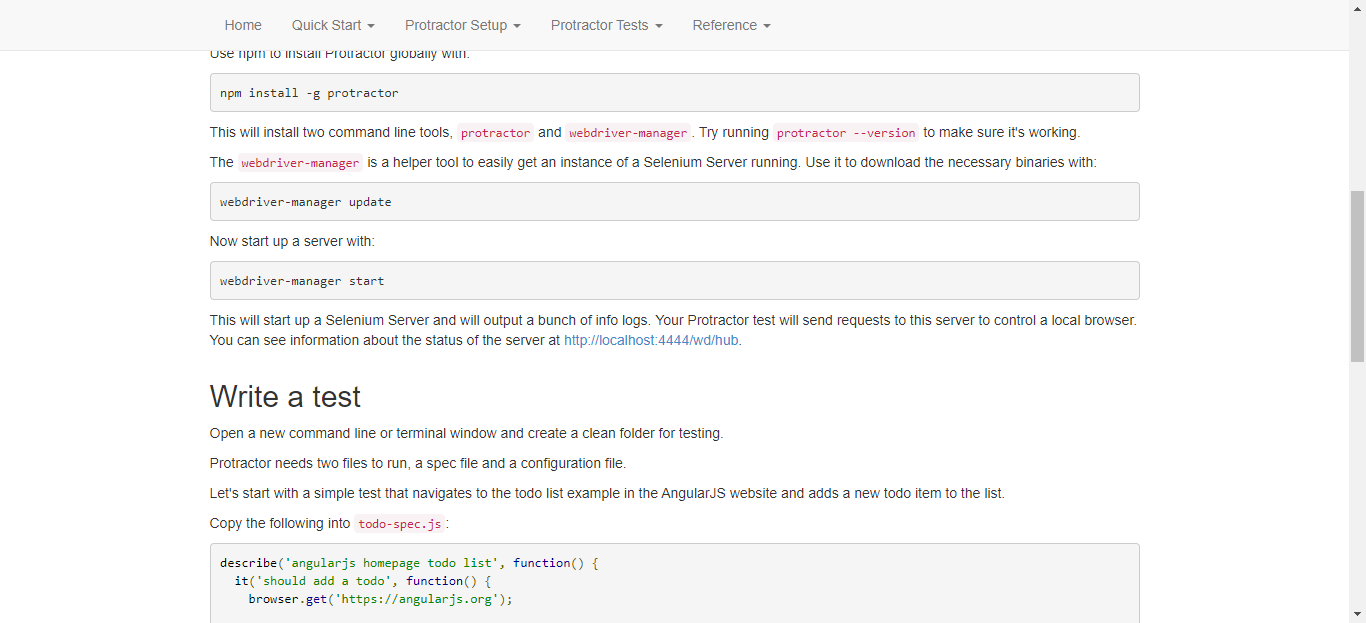 Home Quick Start Protractor Setup Protractor Tests Reference
Use npm to install Protractor globally with:
npm install -g protractor
This will install two command line tools, protractor and webdriver-manager. Try running protractor --version to make sure it's working.
The webdriver-manager is a helper tool to easily get an instance of a Selenium Server running. Use it to download the necessary binaries with:
webdriver-manager update
Now start up a server with:
webdriver-manager start
This will start up a Selenium Server and will output a bunch of info logs. Your Protractor test will send requests to this server to control a local browser.
You can see information about the status of the server at http://localhost:4444/wd/hub.
Write a test
Open a new command line or terminal window and create a clean folder for testing.
Protractor needs two files to run, a spec file and a configuration file.
Let's start with a simple test that navigates to the todo list example in the AngularJS website and adds a new todo item to the list.
Copy the following into todo-spec.js:
describe('angularjs homepage todo list', function() {
  it('should add a todo', function() {
    browser.get('https://angularjs.org');